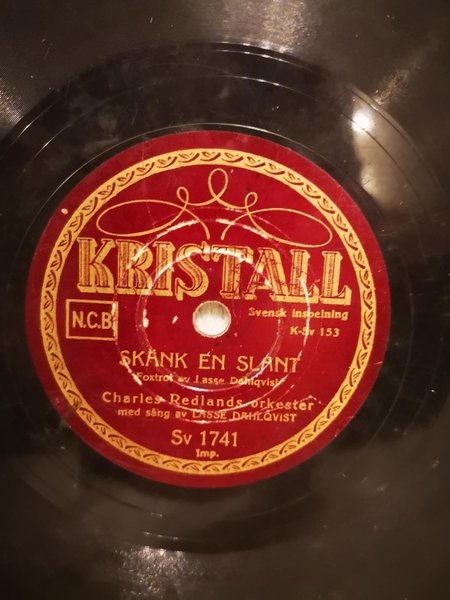 KRISTALL
Svensk inspelning
N.C.B.
K-Sv 153
SKÄNK EN SLANT
Foxtrot av Lasse Dahlqvist
Charles Redlands orkester
med sång av LASSE DAHLQVIST
Sv 1741
Imp.